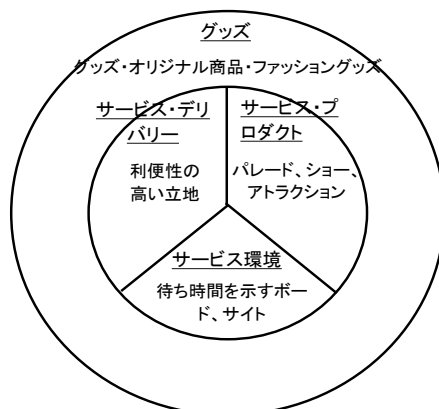 グッズ
グッズ・オリジナル商品・ファッショングッズ
サービス・デリ
バリー
利便性の
高い立地
サービス・プ
ロダクト
パレード、ショー、
アトラクション
サービス環境
待ち時間を示すボー
ド、サイト